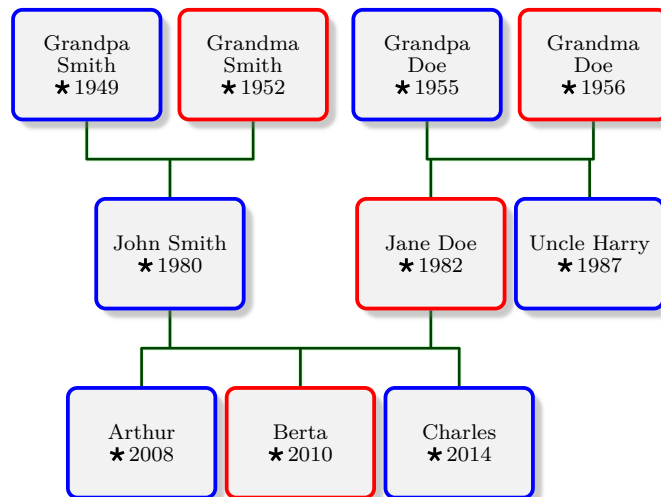 Grandpa
Smith
★ 1949
Grandma
Smith
★ 1952
Grandpa
Doe
★ 1955
Grandma
Doe
★ 1956
John Smith
★ 1980
Jane Doe
★ 1982
Uncle Harry
★ 1987
Arthur
★ 2008
Berta
★ 2010
Charles
★ 2014